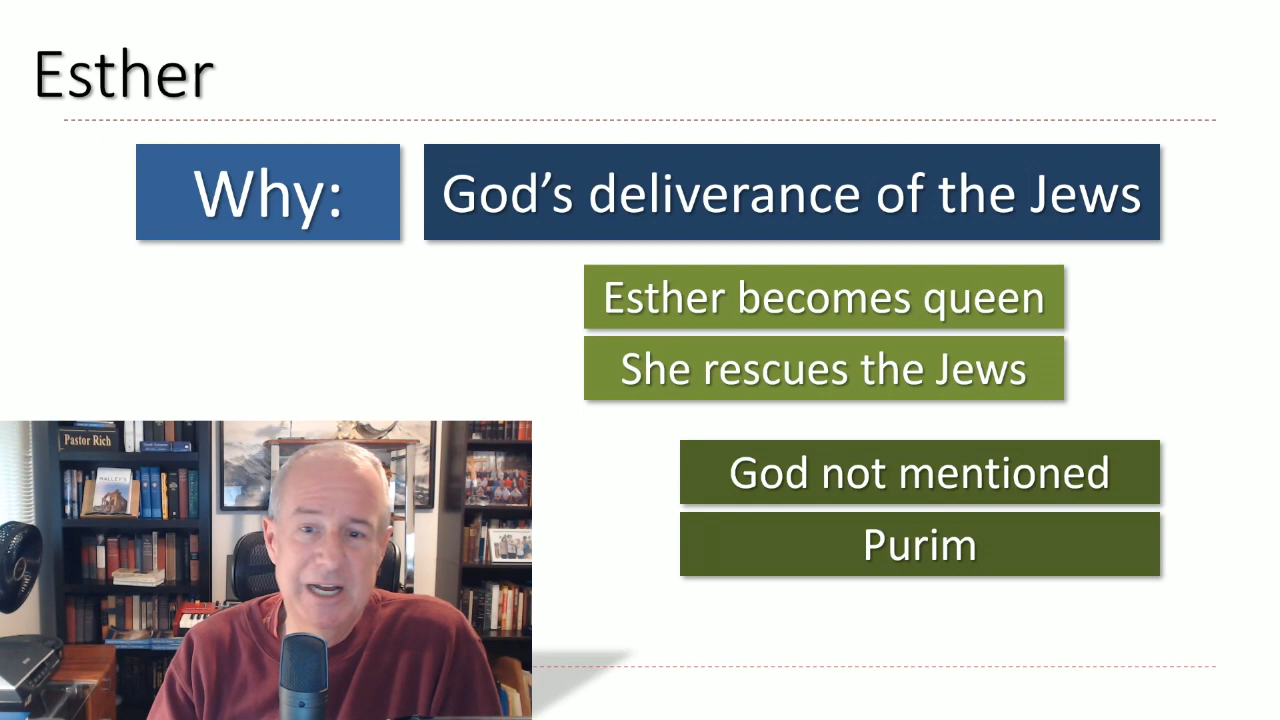 Esther
Why:
God’s deliverance of the Jews
Esther becomes queen
She rescues the Jews
God not mentioned
Purim
Pastor Rich
HALLEY'S